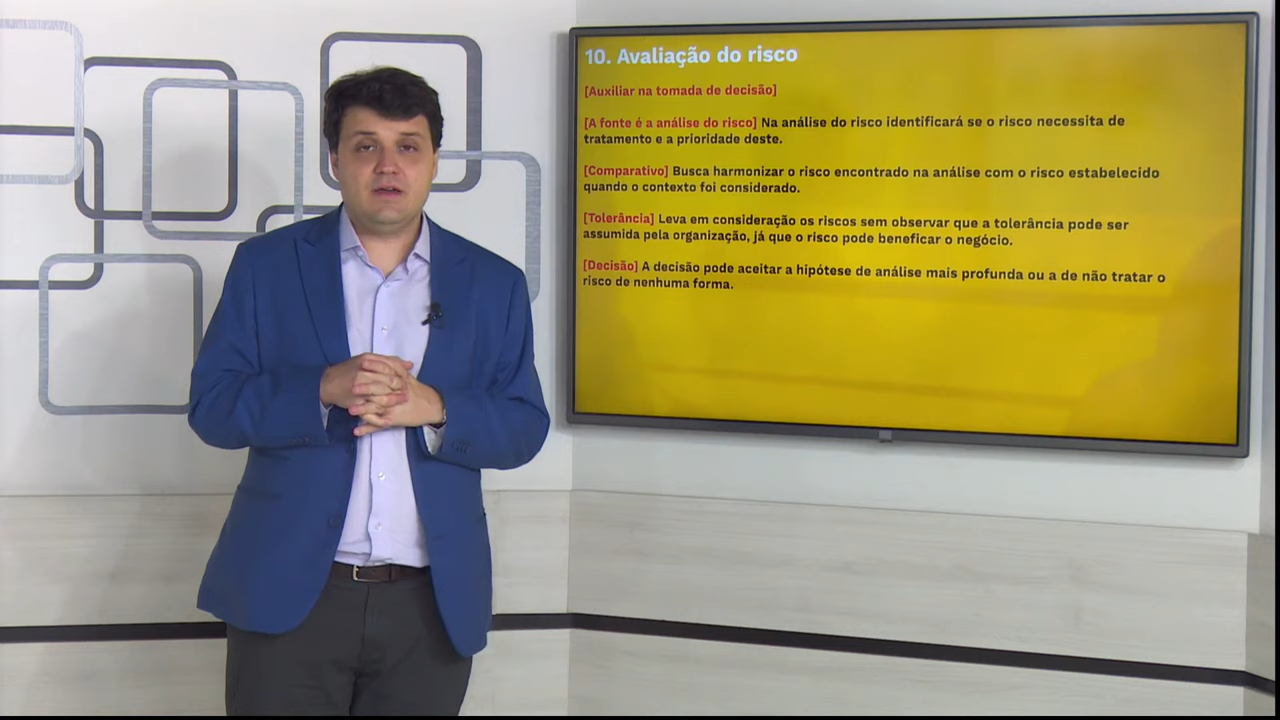 10. Avaliação do risco
[Auxiliar na tomada de decisão]
[A fonte é a análise do risco] Na análise do risco identificará se o risco necessita de
tratamento e a prioridade deste.
[Comparativo] Busca harmonizar o risco encontrado na análise com o risco estabelecido
quando o contexto foi considerado.
[Tolerância] Leva em consideração os riscos sem observar que a tolerância pode ser
assumida pela organização, já que o risco pode beneficar o negócio.
[Decisão] A decisão pode aceitar a hipótese de análise mais profunda ou a de não tratar o
risco de nenhuma forma.